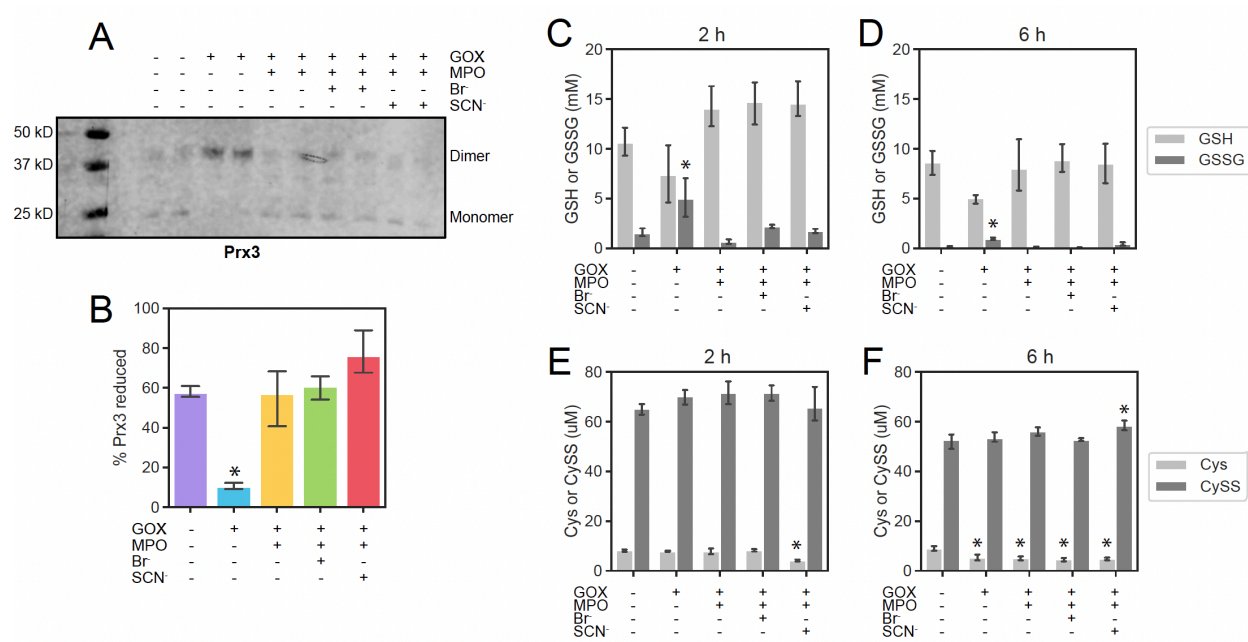 A
- - + + + + + + + + GOX
- - - - + + + + + + MPO
- - - - - - + + - - Br-
- - - - - - - - + + SCN-
50 kD
37 kD
25 kD
Dimer
Monomer
Prx3
B
% Prx3 reduced
100
80
60
40
20
0
*
GOX - + + + +
MPO - - + + +
Br- - - - + -
SCN- - - - - +
C
2 h
GSH or GSSG (mM)
20
15
10
5
0
*
GOX - + + + +
MPO - - + + +
Br- - - - + -
SCN- - - - - +
D
6 h
GSH or GSSG (mM)
20
15
10
5
0
*
GOX - + + + +
MPO - - + + +
Br- - - - + -
SCN- - - - - +
GSH
GSSG
E
2 h
Cys or CySS (uM)
80
60
40
20
0
*
GOX - + + + +
MPO - - + + +
Br- - - - + -
SCN- - - - - +
F
6 h
Cys or CySS (uM)
80
60
40
20
0
*
* * * *
GOX - + + + +
MPO - - + + +
Br- - - - + -
SCN- - - - - +
Cys
CySS